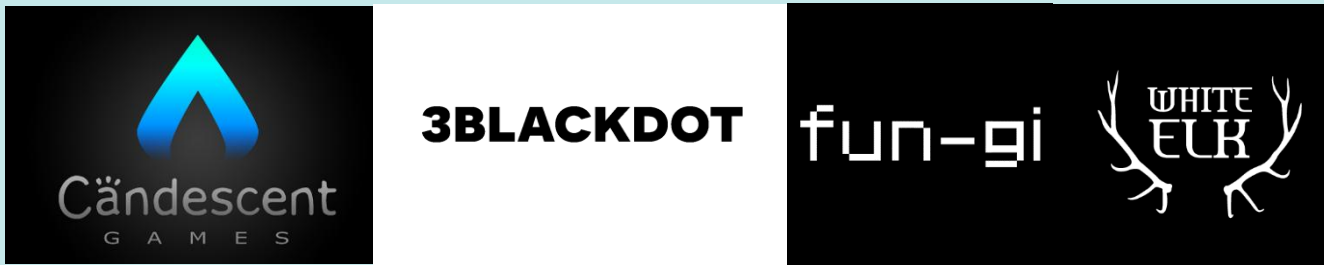 Cändescent
GAMES
3BLACKDOT
fun-gi
WHITE
ELK